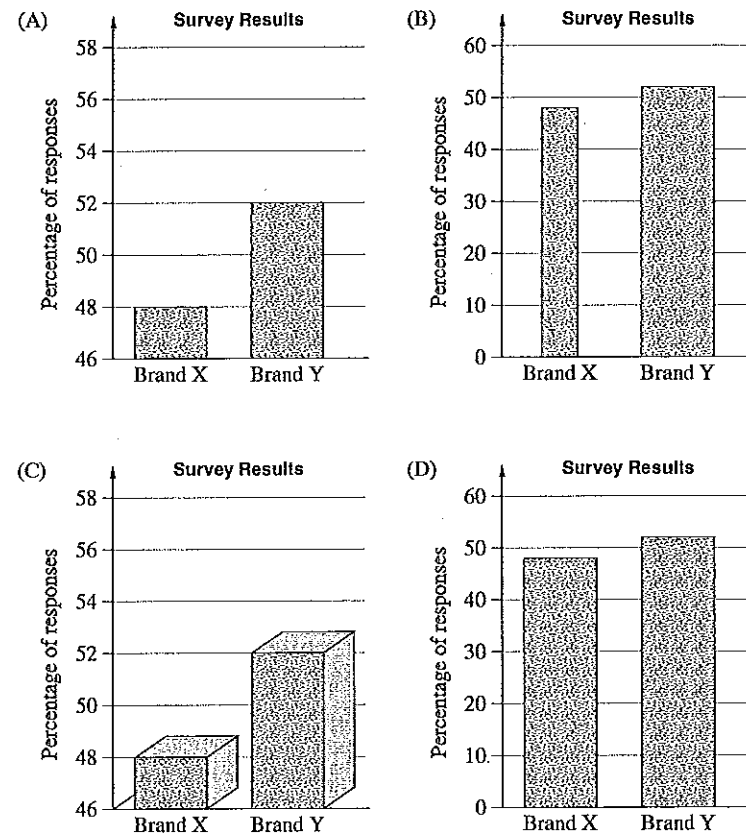 (A)
Survey Results
Percentage of responses
58
56
54
52
50
48
46
Brand X Brand Y
(B)
Survey Results
Percentage of responses
60
50
40
30
20
10
0
Brand X Brand Y
(C)
Survey Results
Percentage of responses
58
56
54
52
50
48
46
Brand X Brand Y
(D)
Survey Results
Percentage of responses
60
50
40
30
20
10
0
Brand X Brand Y